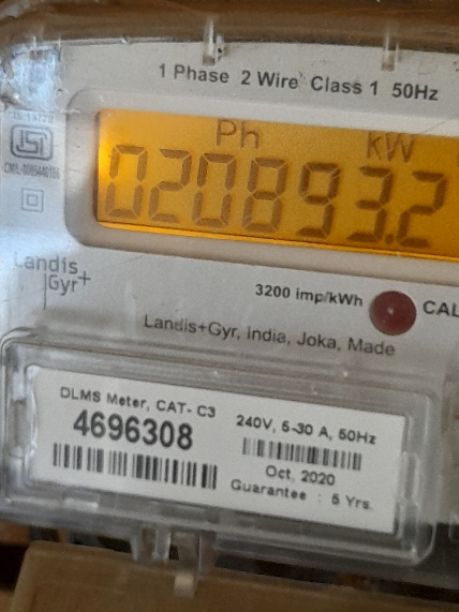 1 Phase 2 Wire Class 1 50Hz
ISI
Ph kW
020893.2
Landis
Gyr+
3200 imp/kWh CAL
Landis+Gyr, India, Joka, Made
DLMS Meter, CAT- C3
4696308
240V, 5-30 A, 50Hz
Oct, 2020
Guarantee : 5 Yrs.